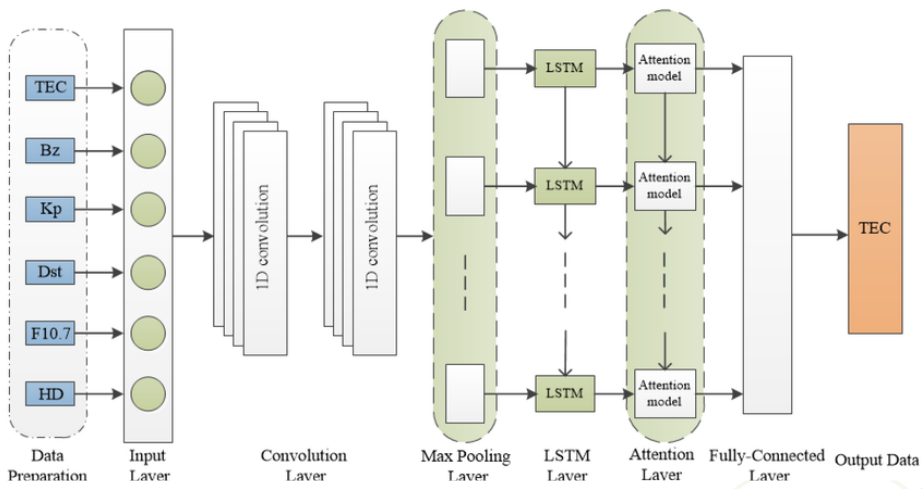 TEC
Bz
Kp
Dst
F10.7
HD
1D convolution
1D convolution
LSTM
LSTM
LSTM
Attention
model
Attention
model
Attention
model
TEC
Data
Preparation
Input
Layer
Convolution
Layer
Max Pooling
Layer
LSTM
Layer
Attention
Layer
Fully-Connected
Layer
Output Data